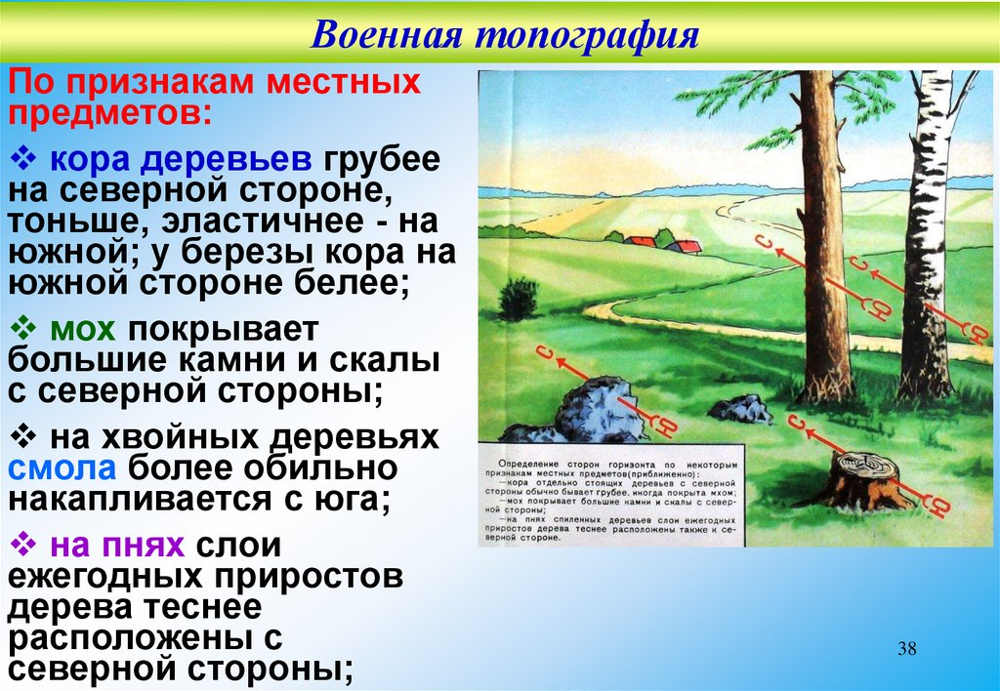 Военная топография
По признакам местных
предметов:
❖ кора деревьев грубее
на северной стороне,
тоньше, эластичнее - на
южной; у березы кора на
южной стороне белее;
❖ мох покрывает
большие камни и скалы
с северной стороны;
❖ на хвойных деревьях
смола более обильно
накапливается с юга;
❖ на пнях слои
ежегодных приростов
дерева теснее
расположены с
северной стороны;
С
Ю
С
Ю
С
Ю
С
Ю
Определение сторон горизонта по некоторым
признакам местных предметов(приближенно):
—кора отдельно стоящих деревьев с северной
стороны обычно бывает грубее, иногда покрыта мхом;
—мох покрывает большие камни и скалы с север-
ной стороны;
—на пнях спиленных деревьев слои ежегодных
приростов дерева теснее расположены также к се-
верной стороне.
38